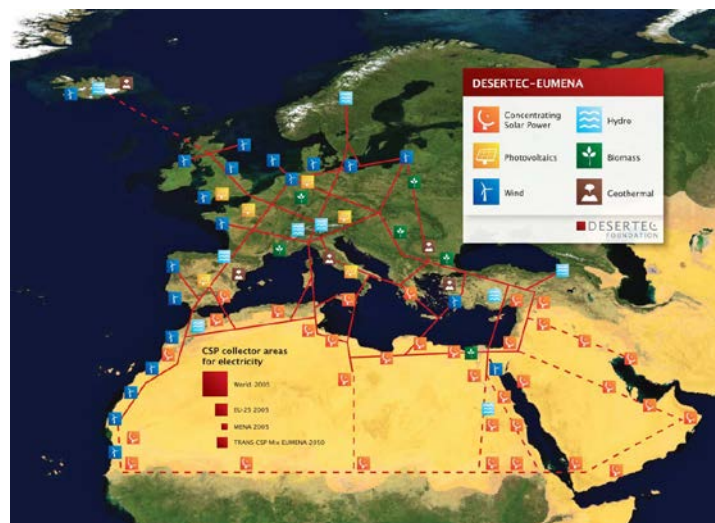 DESERTEC-EUMENA
Concentrating
Solar Power
Hydro
Photovoltaics
Biomass
Wind
Geothermal
DESERTEC
FOUNDATION
CSP collector areas
for electricity
World 2005
EU-25 2005
MENA 2005
TRANS-CSP Mix EUMENA 2050